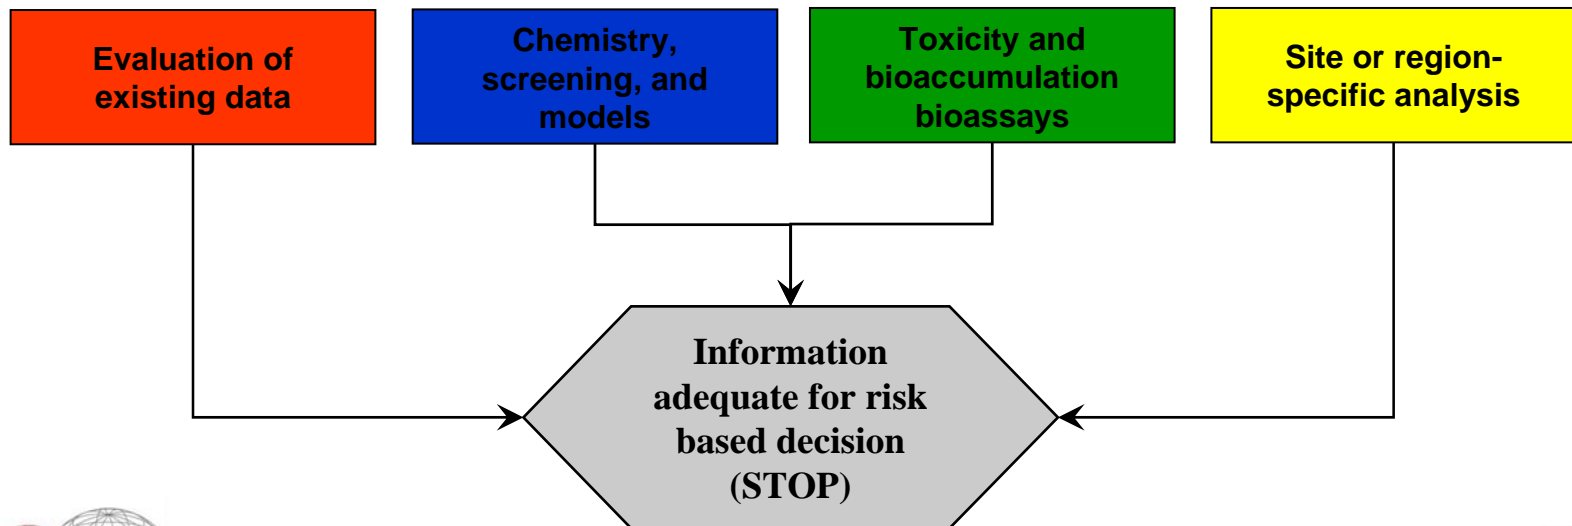 Evaluation of
existing data
Chemistry,
screening, and
models
Toxicity and
bioaccumulation
bioassays
Site or region-
specific analysis
Information
adequate for risk
based decision
(STOP)